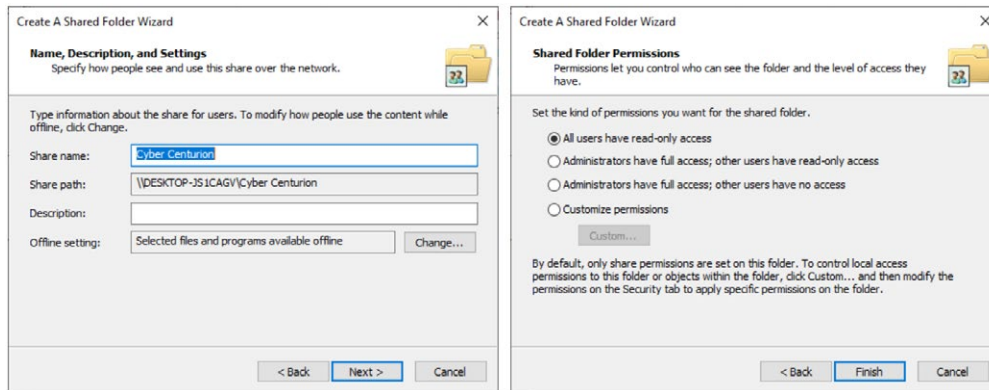 Create A Shared Folder Wizard
Name, Description, and Settings
Specify how people see and use this share over the network.
Type information about the share for users. To modify how people use the content while
offline, click Change.
Share name:
Cyber Centurion
Share path:
\\DESKTOP-JS1CAGV\Cyber Centurion
Description:
Offline setting:
Selected files and programs available offline
Change...
< Back
Next >
Cancel
Create A Shared Folder Wizard
Shared Folder Permissions
Permissions let you control who can see the folder and the level of access they
have.
Set the kind of permissions you want for the shared folder.
All users have read-only access
Administrators have full access; other users have read-only access
Administrators have full access; other users have no access
Customize permissions
Custom...
By default, only share permissions are set on this folder. To control local access
permissions to this folder or objects within the folder, click Custom... and then modify the
permissions on the Security tab to apply specific permissions on the folder.
< Back
Finish
Cancel